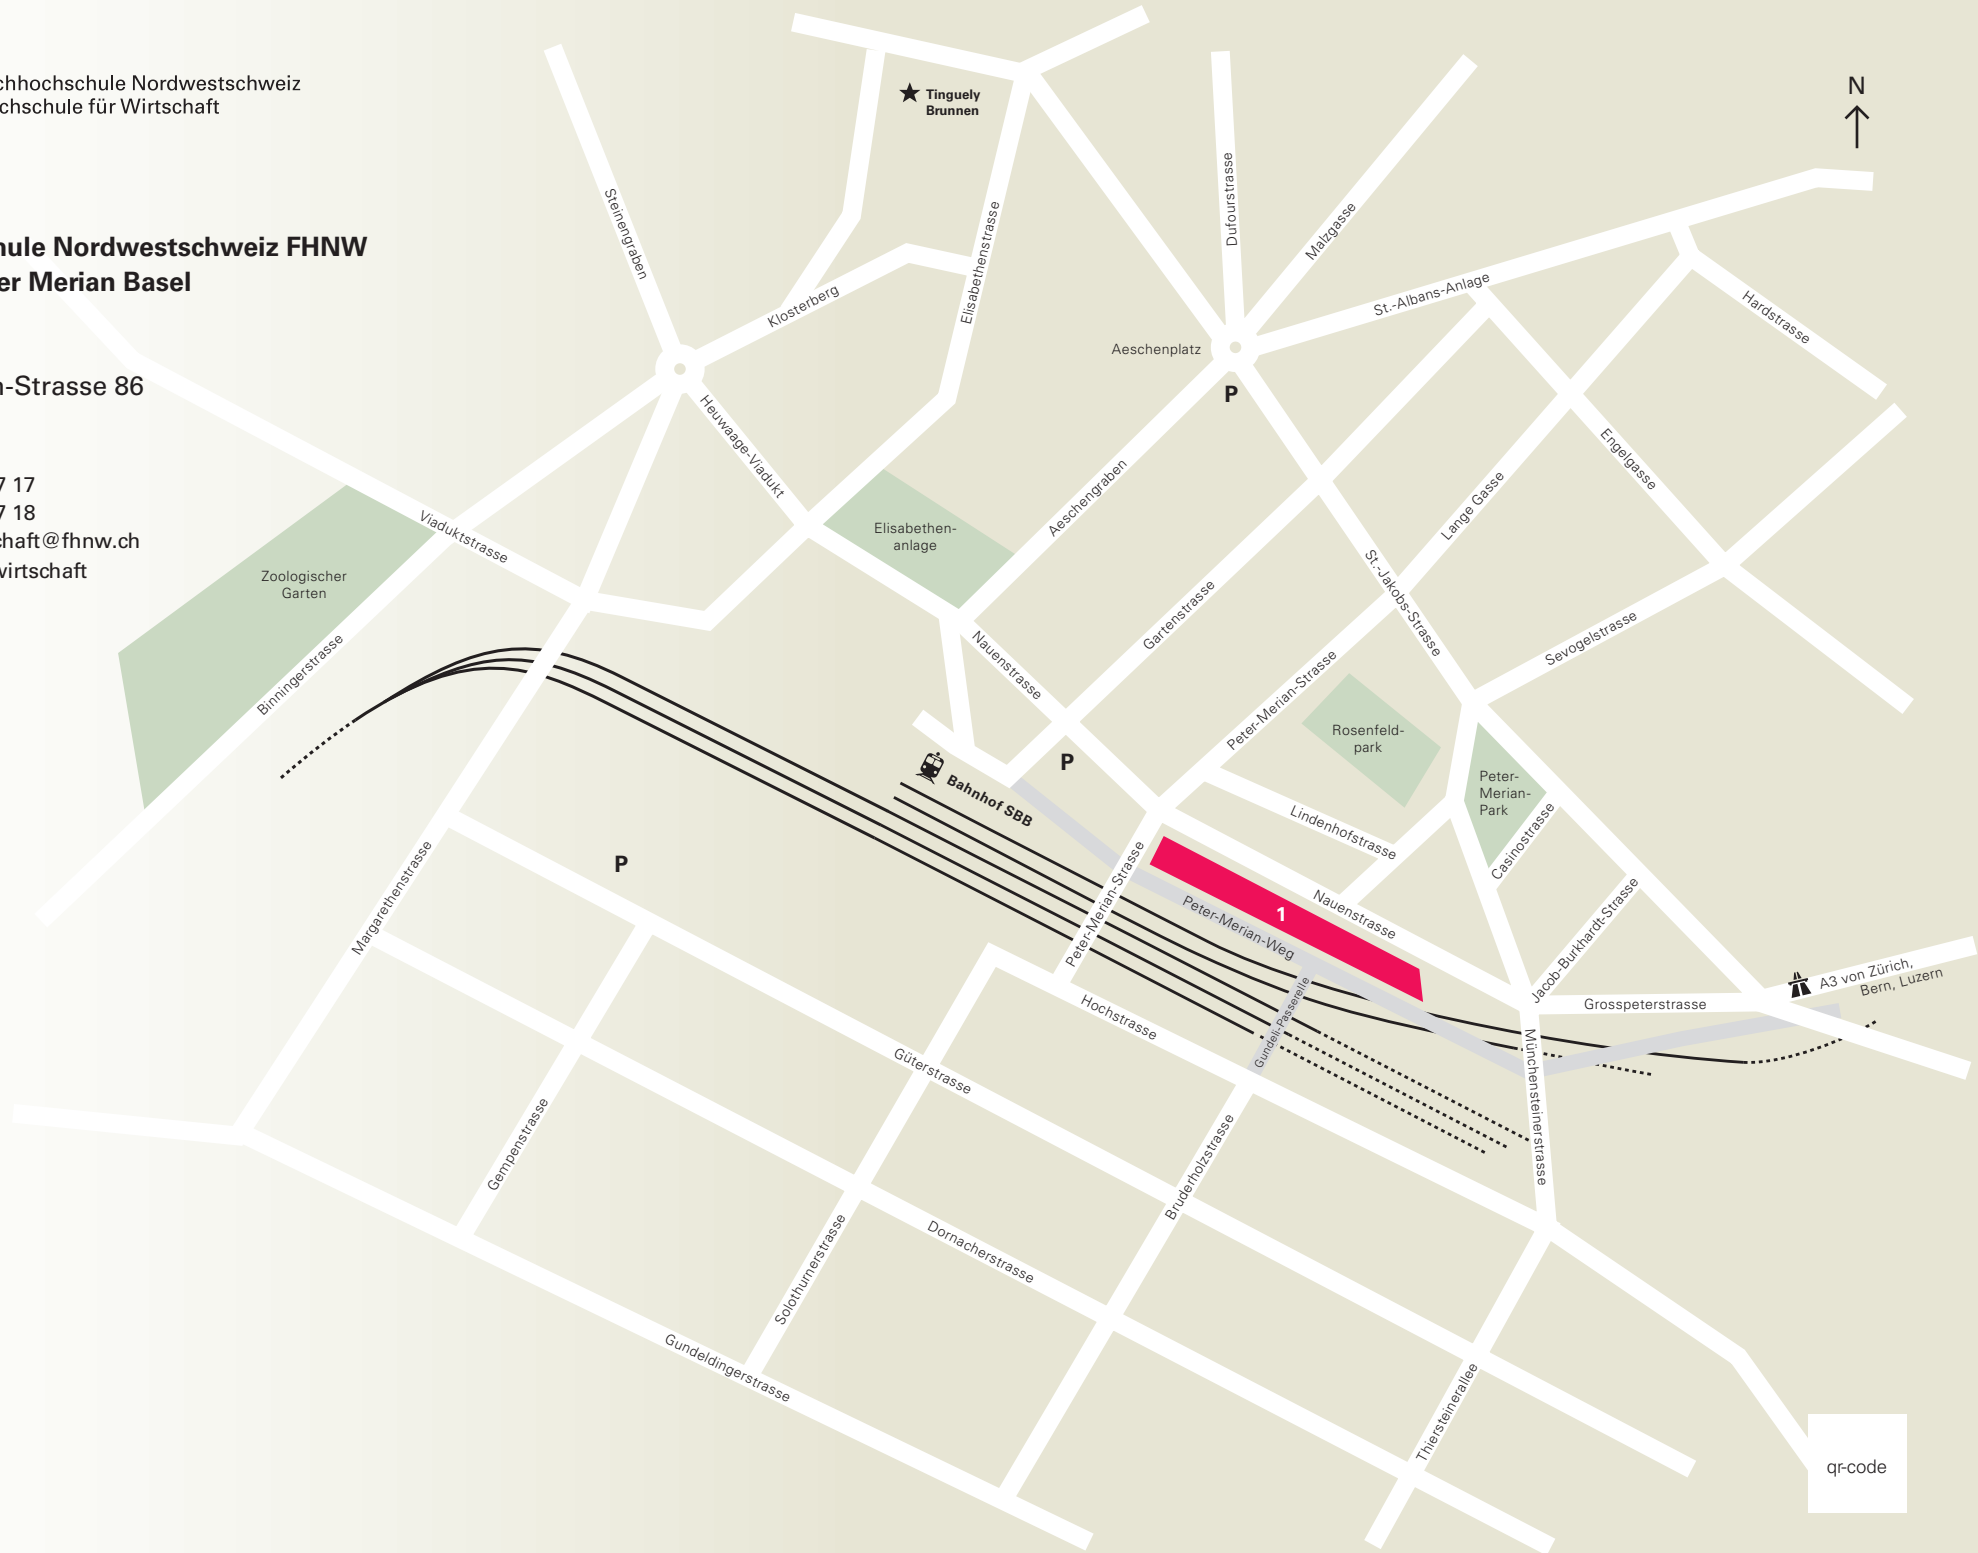 chhochschule Nordwestschweiz
chschule für Wirtschaft
hule Nordwestschweiz FHNW
er Merian Basel
n-Strasse 86
7 17
7 18
chaft@fhnw.ch
wirtschaft
N
Tinguely
Brunnen
Steinengraben
Klosterberg
Elisabethenstrasse
Dufourstrasse
Malzgasse
St.-Albans-Anlage
Hardstrasse
Aeschenplatz
P
Heuwaage-Viadukt
Engelgasse
Viaduktstrasse
Elisabethen-
anlage
Aeschengraben
Lange Gasse
Zoologischer
Garten
Binningerstrasse
Nauenstrasse
Gartenstrasse
St.-Jakobs-Strasse
Sevogelstrasse
Peter-Merian-Strasse
Rosenfeld-
park
P
Bahnhof SBB
Peter-
Merian-
Park
Lindenhofstrasse
Casinostrasse
P
Margarethenstrasse
Peter-Merian-Strasse
1
Peter-Merian-Weg
Nauenstrasse
Jacob-Burkhardt-Strasse
A3 von Zürich,
Bern, Luzern
Grosspeterstrasse
Hochstrasse
Gundeli-Passerelle
Güterstrasse
Münchensteinerstrasse
Gempenstrasse
Bruderholzstrasse
Solothurnerstrasse
Dornacherstrasse
Gundeldingerstrasse
Thiersteinerallee
qr-code